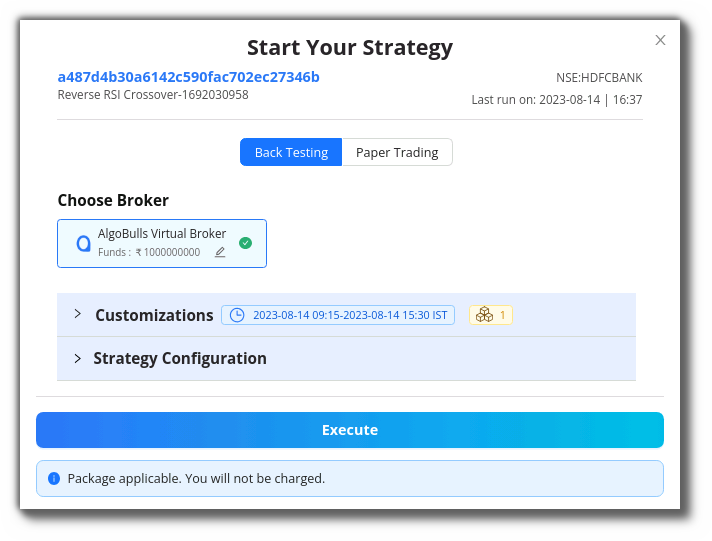 Start Your Strategy
a487d4b30a6142c590fac702ec27346b
NSE:HDFCBANK
Reverse RSI Crossover-1692030958
Last run on: 2023-08-14 | 16:37
Back Testing
Paper Trading
Choose Broker
AlgoBulls Virtual Broker
Funds : ₹ 1000000000
Customizations
2023-08-14 09:15-2023-08-14 15:30 IST
1
Strategy Configuration
Execute
Package applicable. You will not be charged.